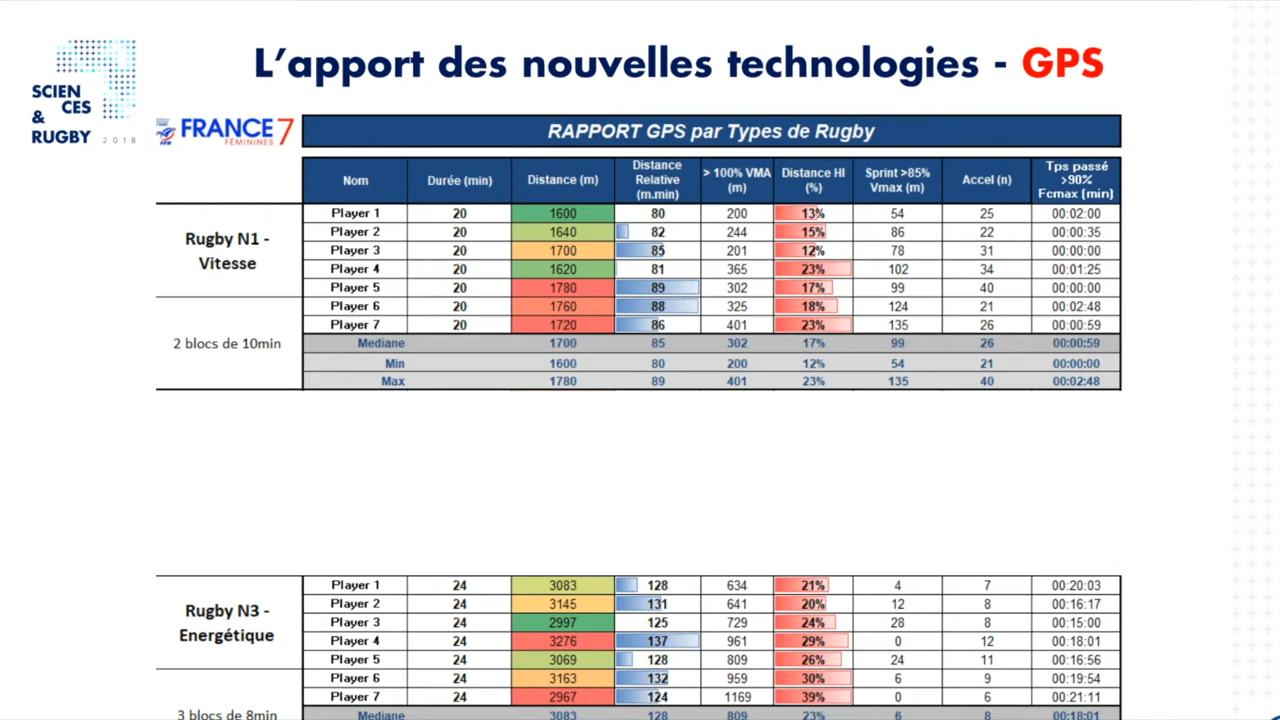 L'apport des nouvelles technologies - GPS
SCIEN
CES
&
RUGBY 2018
FRANCE 7
FÉMININES
FFR
RAPPORT GPS par Types de Rugby
Nom Durée (min) Distance (m) Distance Relative (m.min) > 100% VMA (m) Distance HI (%) Sprint >85% Vmax (m) Accel (n) Tps passé >90% Fcmax (min)
Rugby N1 - Vitesse
2 blocs de 10min
Player 1 20 1600 80 200 13% 54 25 00:02:00
Player 2 20 1640 82 244 15% 86 22 00:00:35
Player 3 20 1700 85 201 12% 78 31 00:00:00
Player 4 20 1620 81 365 23% 102 34 00:01:25
Player 5 20 1780 89 302 17% 99 40 00:00:00
Player 6 20 1760 88 325 18% 124 21 00:02:48
Player 7 20 1720 86 401 23% 135 26 00:00:59
Mediane 1700 85 302 17% 99 26 00:00:59
Min 1600 80 200 12% 54 21 00:00:00
Max 1780 89 401 23% 135 40 00:02:48
Rugby N3 - Energétique
3 blocs de 8min
Player 1 24 3083 128 634 21% 4 7 00:20:03
Player 2 24 3145 131 641 20% 12 8 00:16:17
Player 3 24 2997 125 729 24% 28 8 00:15:00
Player 4 24 3276 137 961 29% 0 12 00:18:01
Player 5 24 3069 128 809 26% 24 11 00:16:56
Player 6 24 3163 132 959 30% 6 9 00:19:54
Player 7 24 2967 124 1169 39% 0 6 00:21:11
Mediane 3083 128 809 23% 6 8 00:18:01